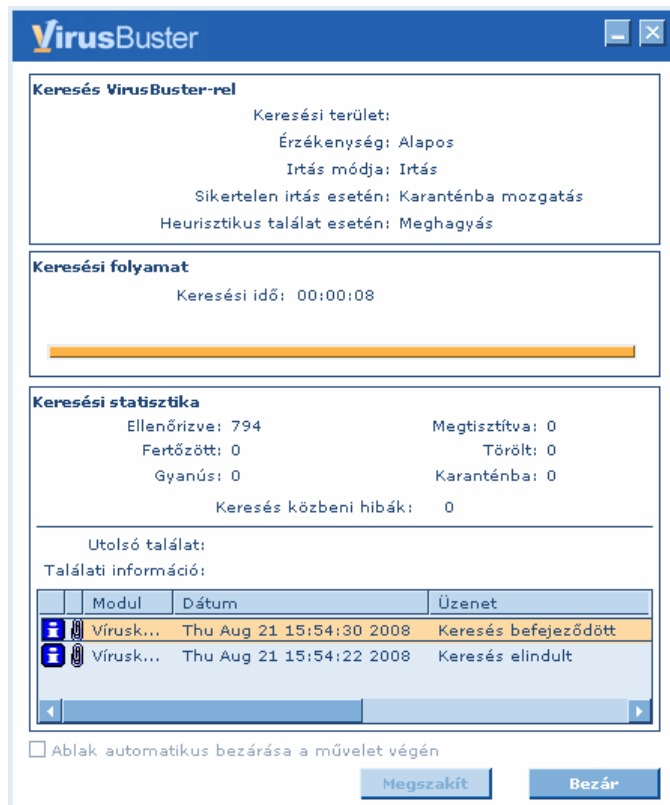 VirusBuster
Keresés VirusBuster-rel
Keresési terület:
Érzékenység: Alapos
Irtás módja: Irtás
Sikertelen irtás esetén: Karanténba mozgatás
Heurisztikus találat esetén: Meghagyás
Keresési folyamat
Keresési idő: 00:00:08
Keresési statisztika
Ellenőrizve: 794 Megtisztítva: 0
Fertőzött: 0 Törölt: 0
Gyanús: 0 Karanténba: 0
Keresés közbeni hibák: 0
Utolsó találat:
Találati információ:
Modul Dátum Üzenet
Vírusk... Thu Aug 21 15:54:30 2008 Keresés befejeződött
Vírusk... Thu Aug 21 15:54:22 2008 Keresés elindult
Ablak automatikus bezárása a művelet végén
Megszakít Bezár